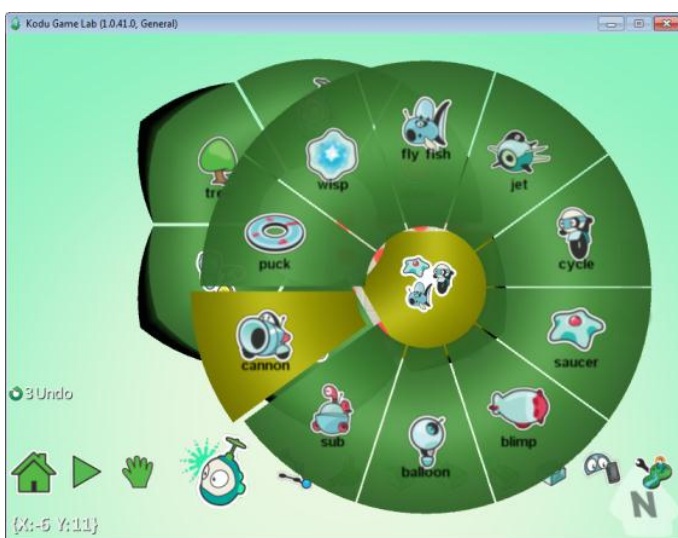 Kodu Game Lab (1.0.41.0, General)
fly fish
wisp
jet
tre
puck
cycle
cannon
saucer
sub
blimp
balloon
3 Undo
N
{X:-6 Y:11}